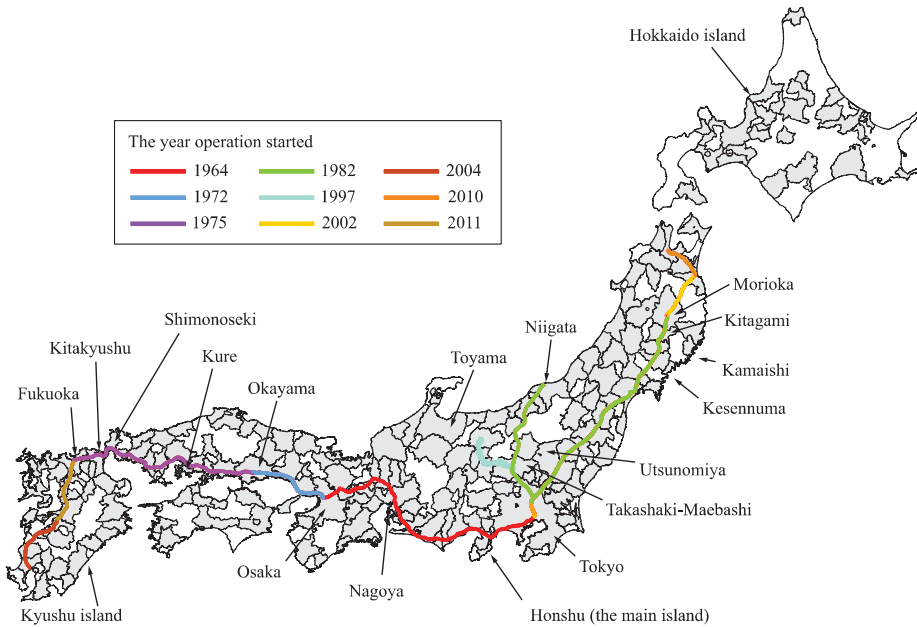 Hokkaido island
The year operation started
1964
1982
2004
1972
1997
2010
1975
2002
2011
Morioka
Kitagami
Kamaishi
Kesennuma
Shimonoseki
Kitakyushu
Kure
Fukuoka
Okayama
Toyama
Niigata
Utsunomiya
Takashaki-Maebashi
Tokyo
Osaka
Nagoya
Kyushu island
Honshu (the main island)